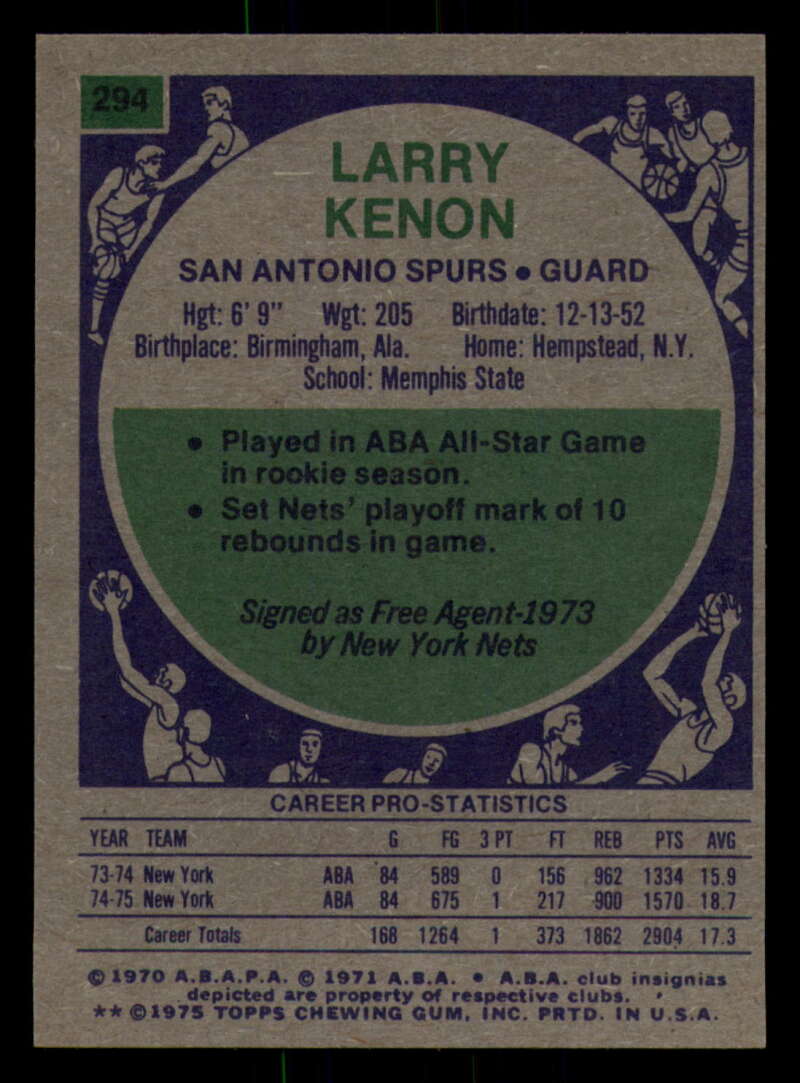 294
LARRY
KENON
SAN ANTONIO SPURS • GUARD
Hgt: 6' 9" Wgt: 205 Birthdate: 12-13-52
Birthplace: Birmingham, Ala. Home: Hempstead, N.Y.
School: Memphis State
• Played in ABA All-Star Game
in rookie season.
• Set Nets' playoff mark of 10
rebounds in game.
Signed as Free Agent-1973
by New York Nets
CAREER PRO-STATISTICS
YEAR TEAM G FG 3 PT FT REB PTS AVG
73-74 New York ABA 84 589 0 156 962 1334 15.9
74-75 New York ABA 84 675 1 217 900 1570 18.7
Career Totals 168 1264 1 373 1862 2904 17.3
© 1970 A.B.A.P.A. © 1971 A.B.A. • A.B.A. club insignias
depicted are property of respective clubs.
** ©1975 TOPPS CHEWING GUM, INC. PRTD. IN U.S.A.